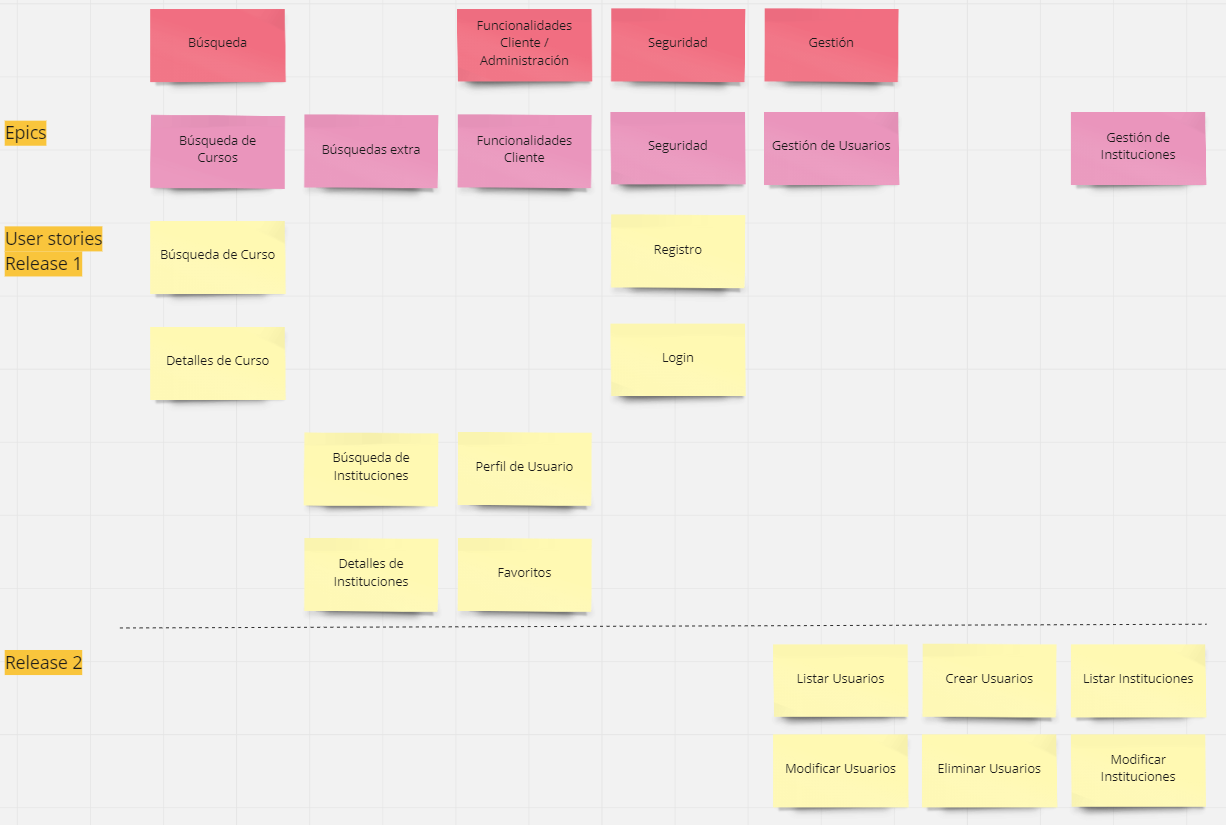 Búsqueda
Funcionalidades
Cliente /
Administración
Seguridad
Gestión
Epics
Búsqueda de
Cursos
Búsquedas extra
Funcionalidades
Cliente
Seguridad
Gestión de Usuarios
Gestión de
Instituciones
User stories
Release 1
Búsqueda de Curso
Registro
Detalles de Curso
Login
Búsqueda de
Instituciones
Perfil de Usuario
Detalles de
Instituciones
Favoritos
Release 2
Listar Usuarios
Crear Usuarios
Listar Instituciones
Modificar Usuarios
Eliminar Usuarios
Modificar
Instituciones